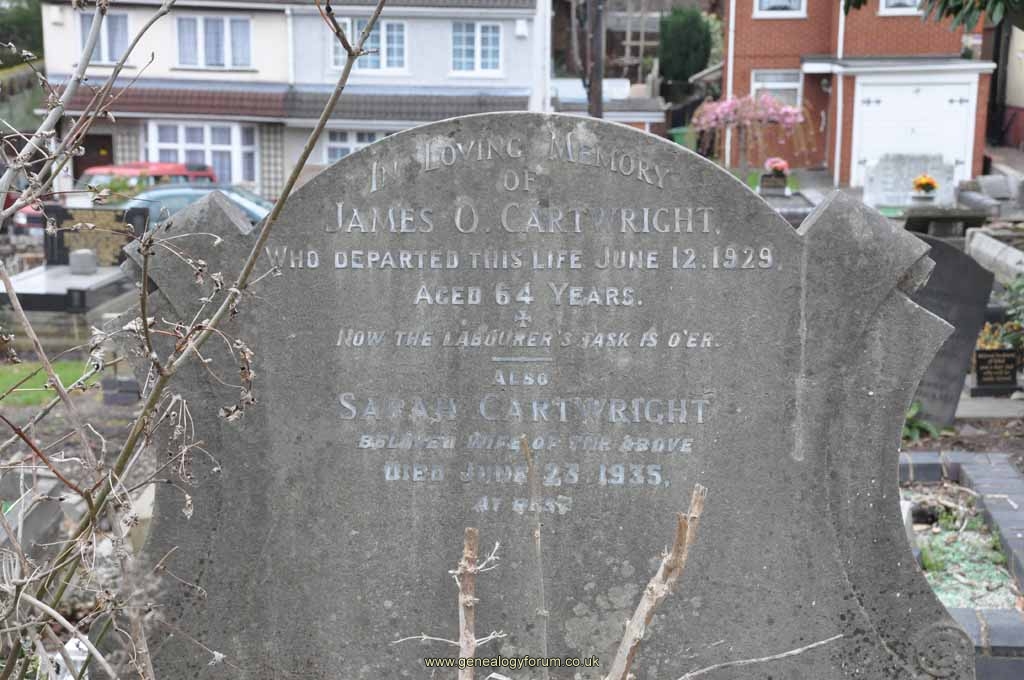 IN LOVING MEMORY
OF
JAMES O. CARTWRIGHT,
WHO DEPARTED THIS LIFE JUNE 12, 1929,
AGED 64 YEARS.
NOW THE LABOURER'S TASK IS O'ER.
ALSO
SARAH CARTWRIGHT
BELOVED WIFE OF THE ABOVE
DIED JUNE 23, 1935,
AT REST
www.genealogyforum.co.uk